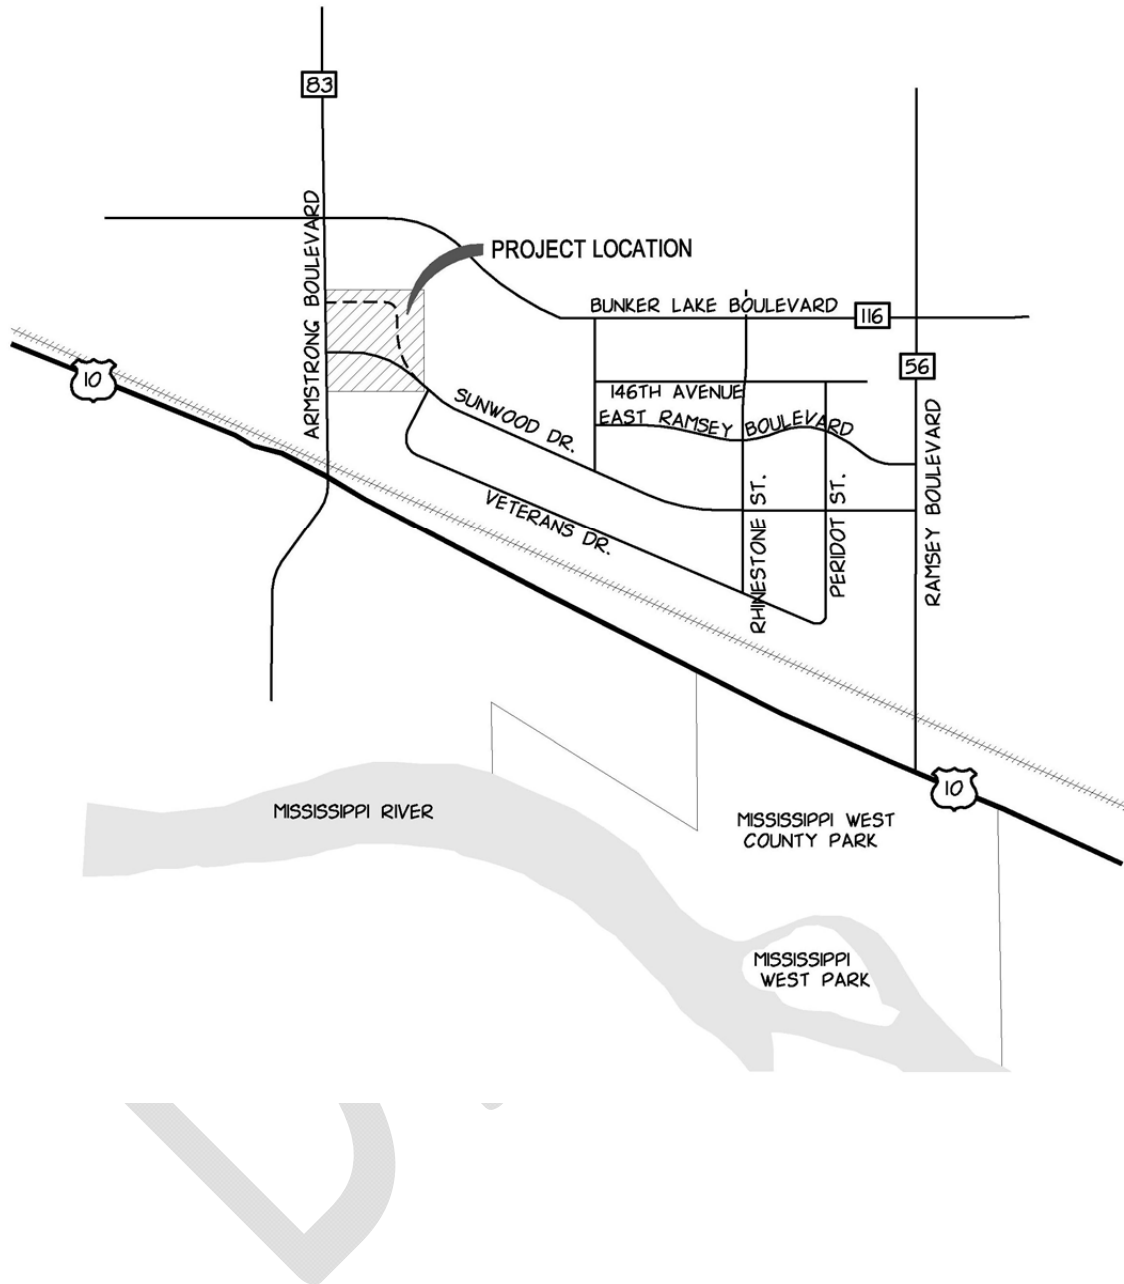 83
ARMSTRONG BOULEVARD
PROJECT LOCATION
BUNKER LAKE BOULEVARD
116
10
56
146TH AVENUE
SUNWOOD DR.
EAST RAMSEY BOULEVARD
RAMSEY BOULEVARD
VETERANS DR.
RHINESTONE ST.
PERIDOT ST.
10
MISSISSIPPI RIVER
MISSISSIPPI WEST
COUNTY PARK
MISSISSIPPI
WEST PARK